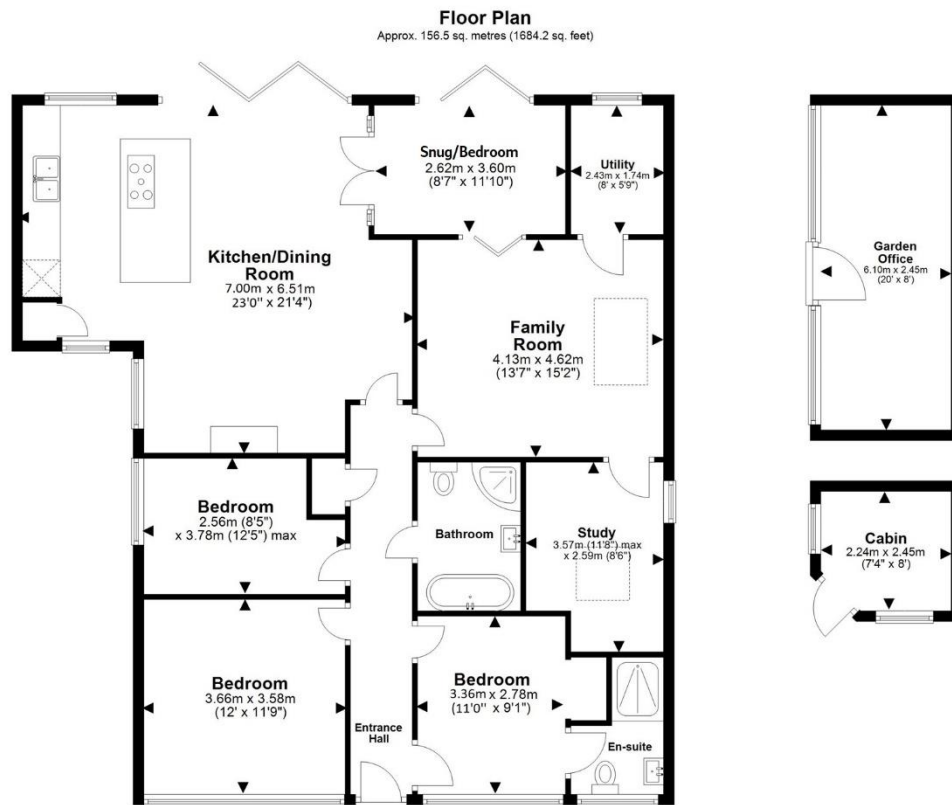 Floor Plan
Approx. 156.5 sq. metres (1684.2 sq. feet)
Snug/Bedroom
2.62m x 3.60m
(8'7" x 11'10")
Utility
2.43m x 1.74m
(8' x 5'9")
Kitchen/Dining
Room
7.00m x 6.51m
23'0" x 21'4")
Family
Room
4.13m x 4.62m
(13'7" x 15'2")
Garden
Office
6.10m x 2.45m
(20' x 8')
Bedroom
2.56m (8'5")
x 3.78m (12'5") max
Bathroom
Study
3.57m (11'8") max
x 2.59m (8'6")
Cabin
2.24m x 2.45m
(7'4" x 8')
Bedroom
3.66m x 3.58m
(12' x 11'9")
Entrance
Hall
Bedroom
3.36m x 2.78m
(11'0" x 9'1")
En-suite